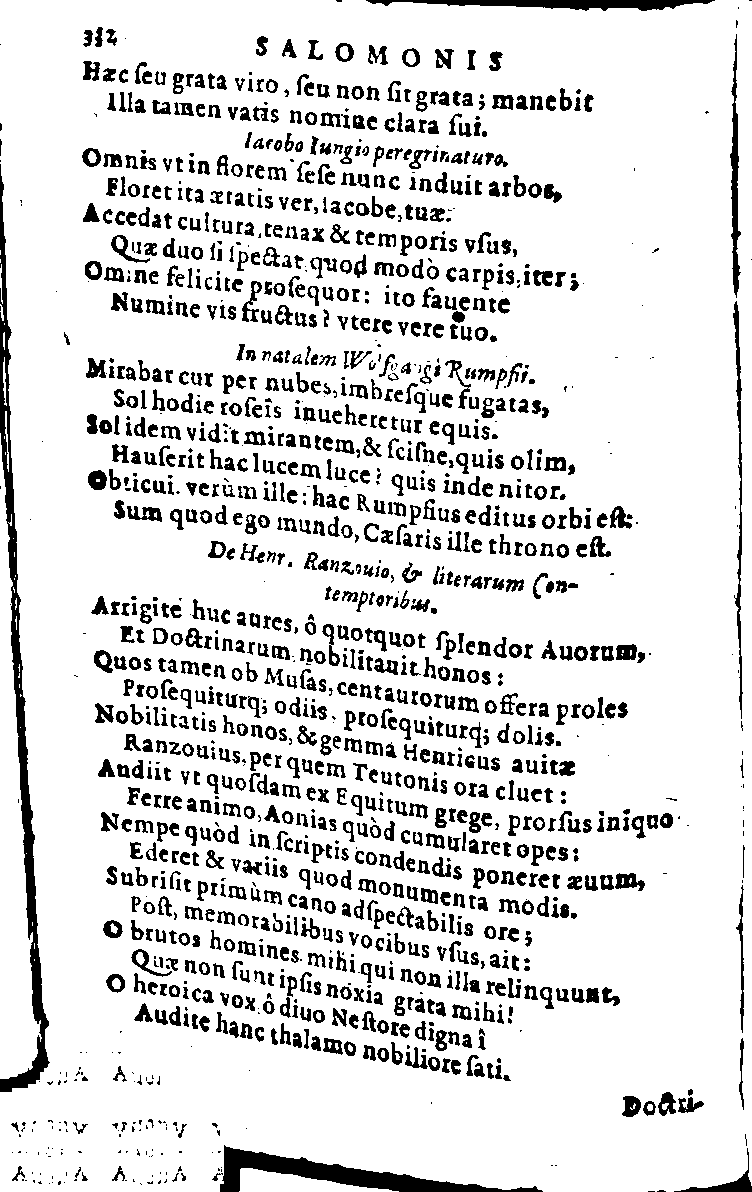 332
SALOMONIS
Hæc ſeu grata viro, ſeu non ſit grata; manebit
Illa tamen vatis nomine clara ſui.
Iacobo Iungio peregrinaturo.
Omnis vt in florem ſeſe nunc induit arbos,
Floret ita ætatis ver, Iacobe, tuæ.
Accedat cultura, tenax & temporis vſus,
Quæ duo ſi ſpectat quod modò carpis, iter;
Omine felicite proſequor: ito fauente
Numine vis fructus? vtere vere tuo.
In natalem Wolfgangi Rumpfii.
Mirabar cur per nubes, imbreſque fugatas,
Sol hodie roſeis inueheretur equis.
Sol idem vidit mirantem, & ſciſne, quis olim,
Hauſerit hac lucem luce? quis inde nitor.
Obticui. verùm ille: hac Rumpfius editus orbi eſt:
Sum quod ego mundo, Cæſaris ille throno eſt.
De Henr. Ranzouio, & literarum Con-
temptoribus.
Arrigite huc aures, ô quotquot ſplendor Auorum,
Et Doctrinarum nobilitauit honos:
Quos tamen ob Muſas, centaurorum offera proles
Proſequiturq; odiis, proſequiturq; dolis.
Nobilitatis honos, & gemma Henricus auitæ
Ranzouius, per quem Teutonis ora cluet:
Audiit vt quoſdam ex Equitum grege, prorſus iniquo
Ferre animo, Aonias quòd cumularet opes:
Nempe quòd in ſcriptis condendis poneret æuum,
Ederet & variis quod monumenta modis.
Subriſit primùm cano adſpectabilis ore;
Poſt, memorabilibus vocibus vſus, ait:
O brutos homines mihi qui non illa relinquunt,
Quæ non ſunt ipſis noxia grata mihi!
O heroica vox ô diuo Neſtore digna î
Audite hanc thalamo nobiliore ſati.
Doctri-